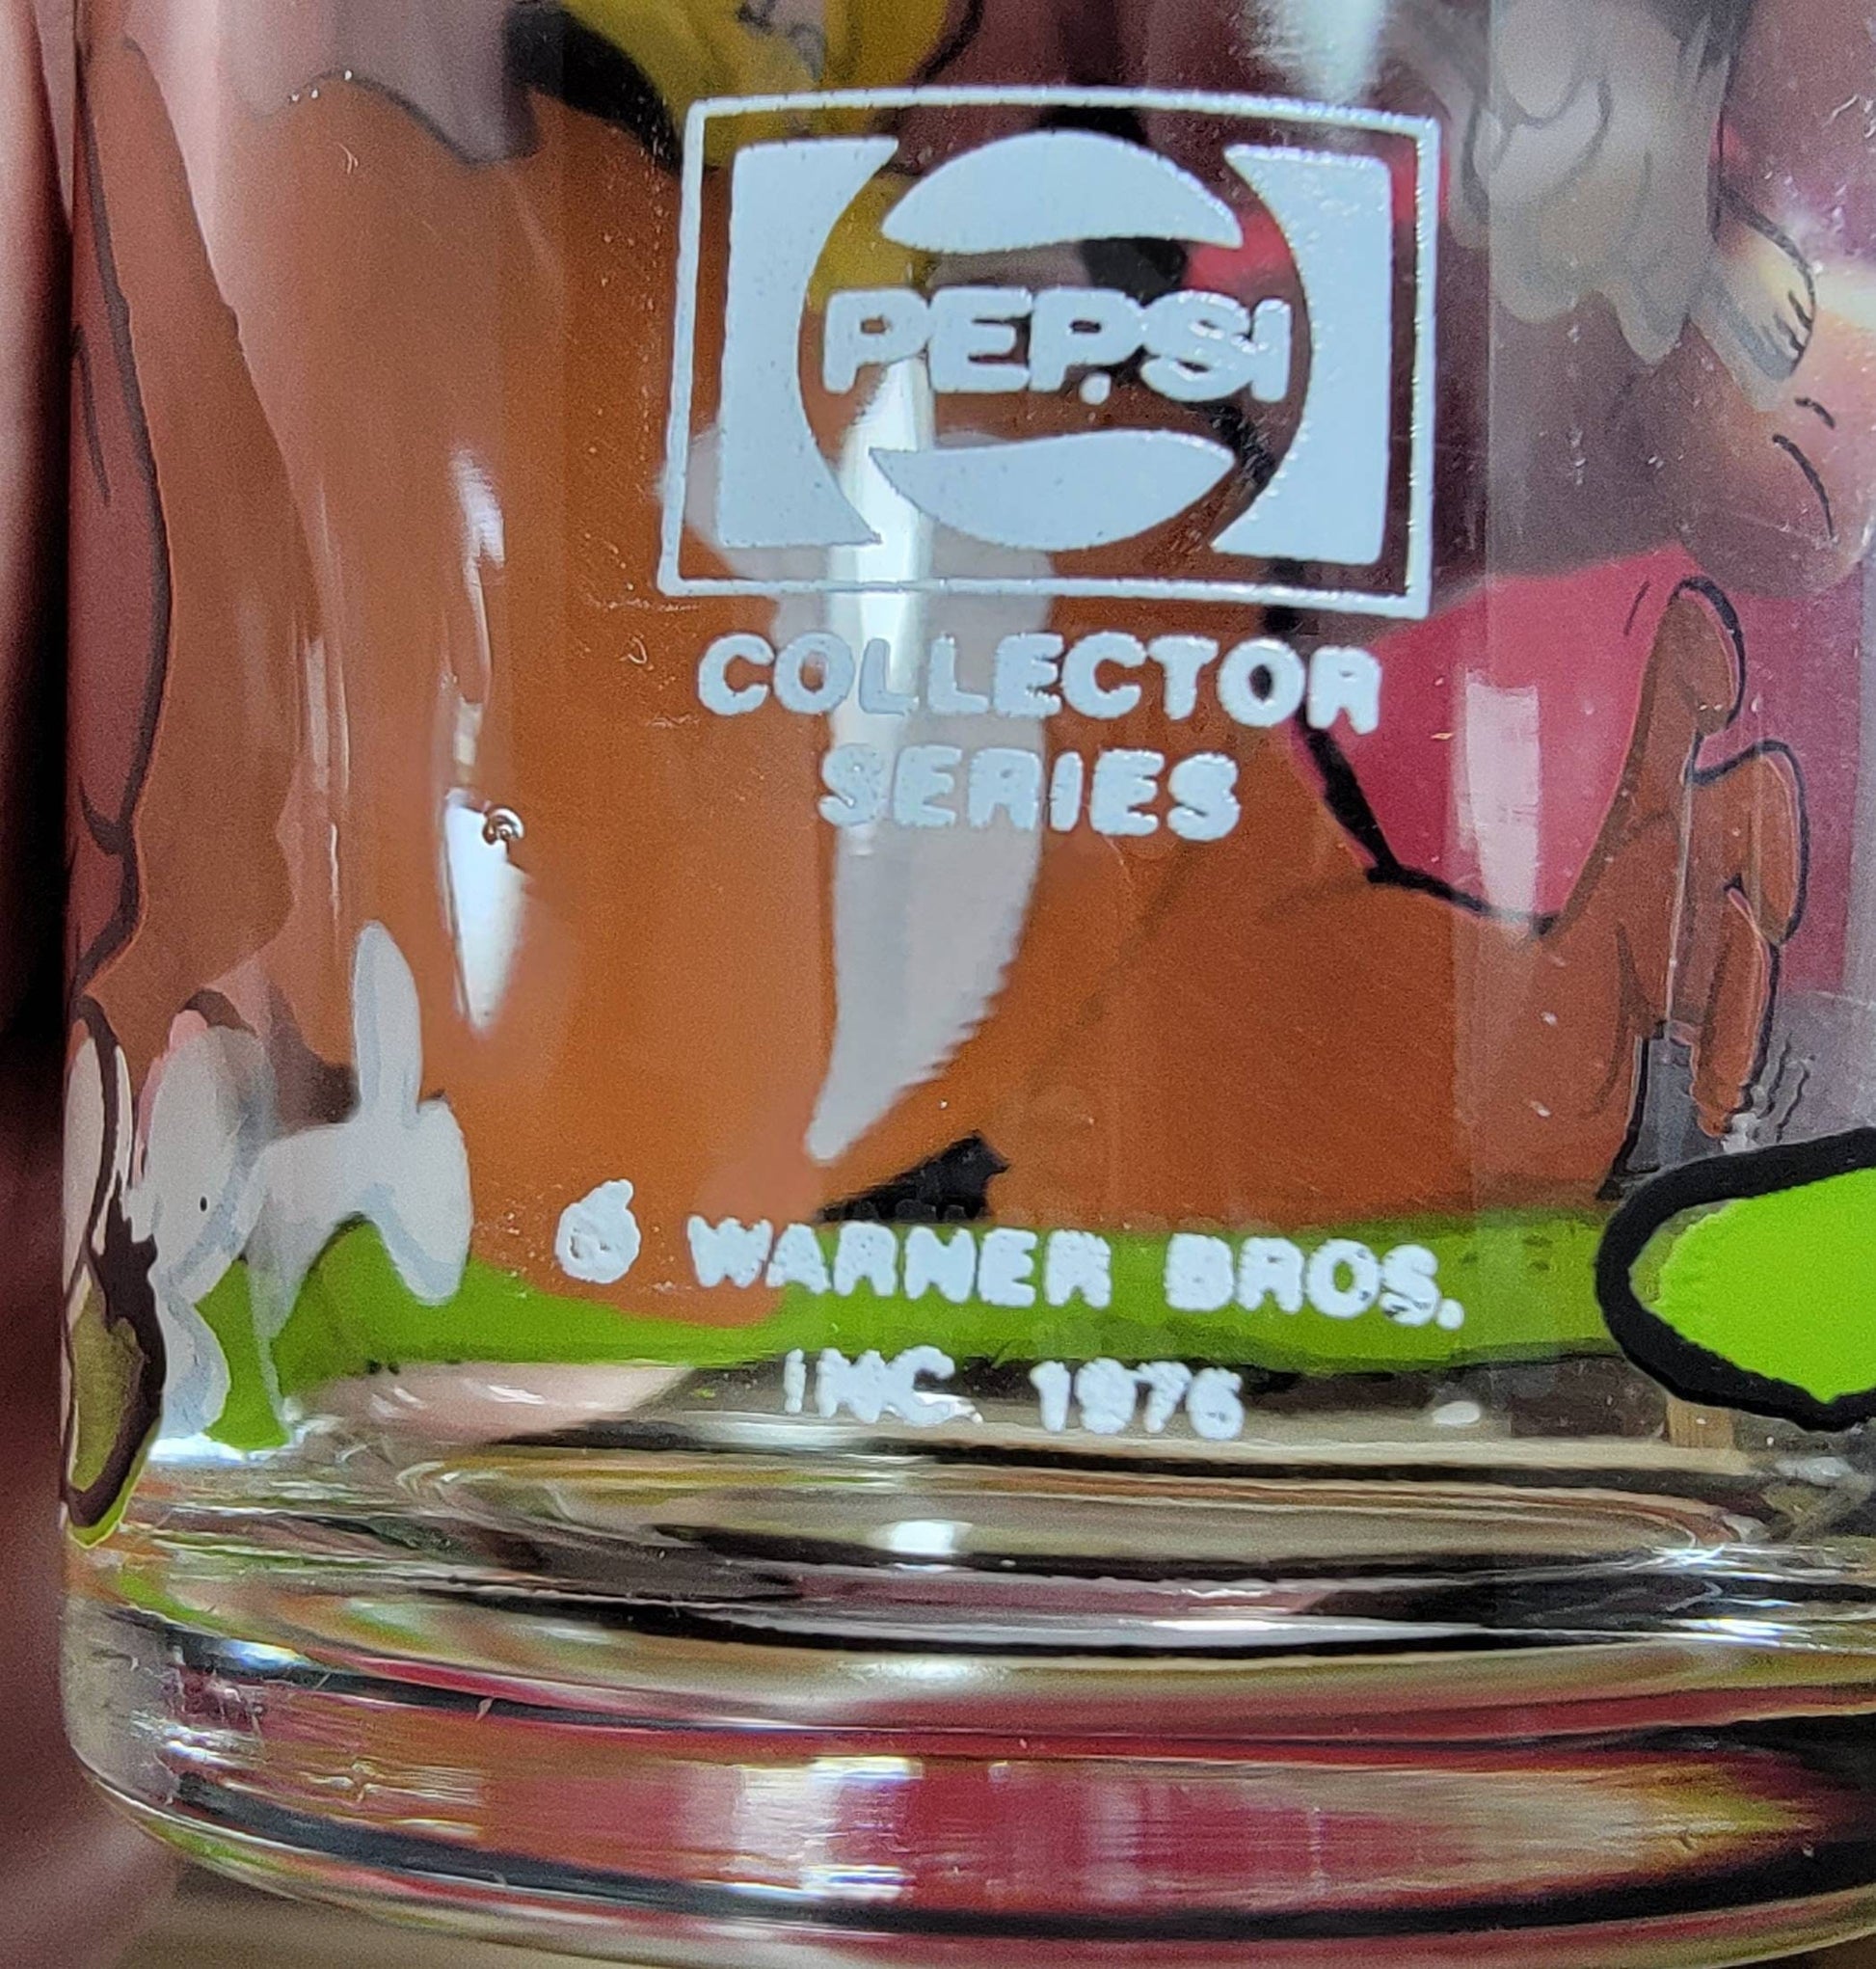 PEPSI
COLLECTOR
SERIES
© WARNER BROS.
INC. 1976